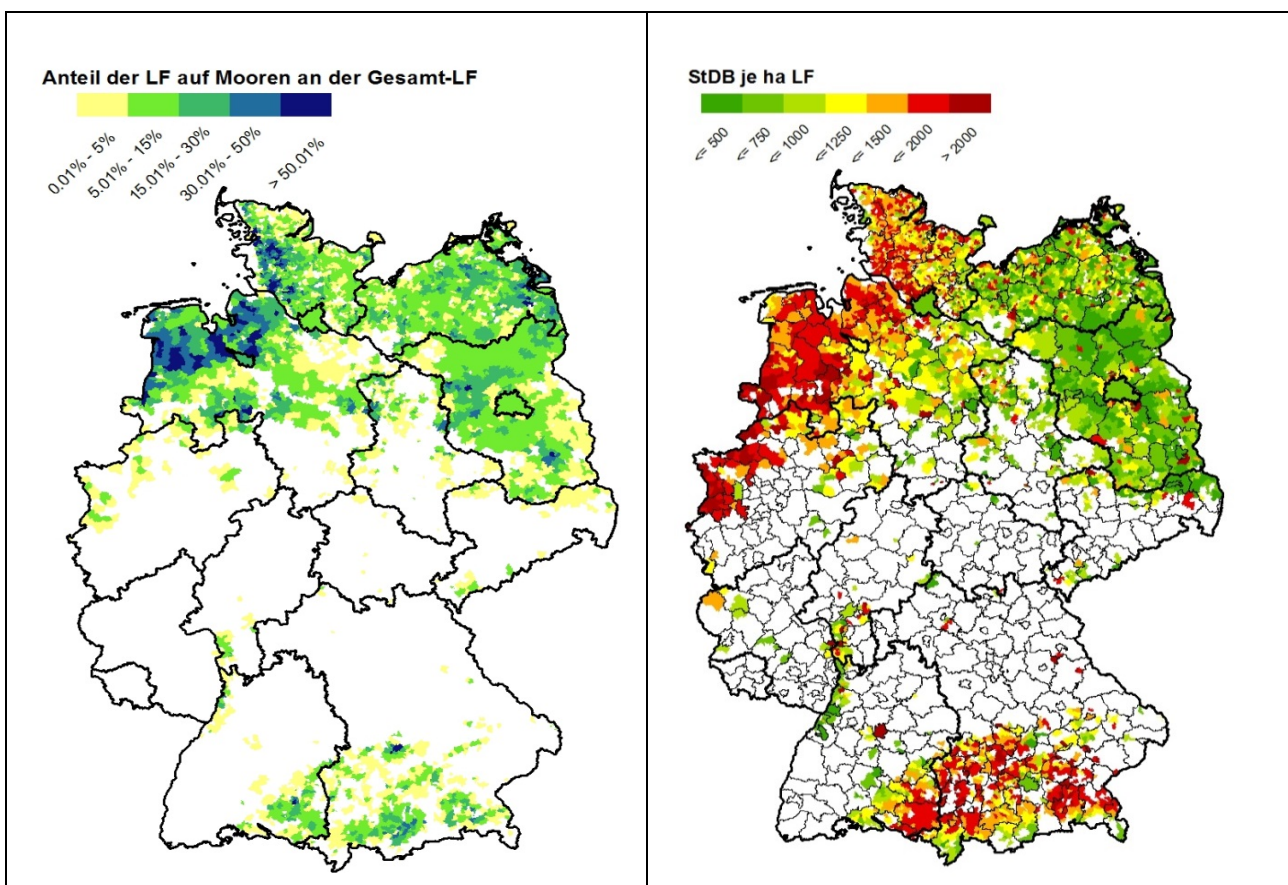 Anteil der LF auf Mooren an der Gesamt-LF
0.01% - 5%
5.01% - 15%
15.01% - 30%
30.01% - 50%
> 50.01%
StDB je ha LF
<= 500
<= 750
<= 1000
<=1250
<= 1500
<= 2000
> 2000